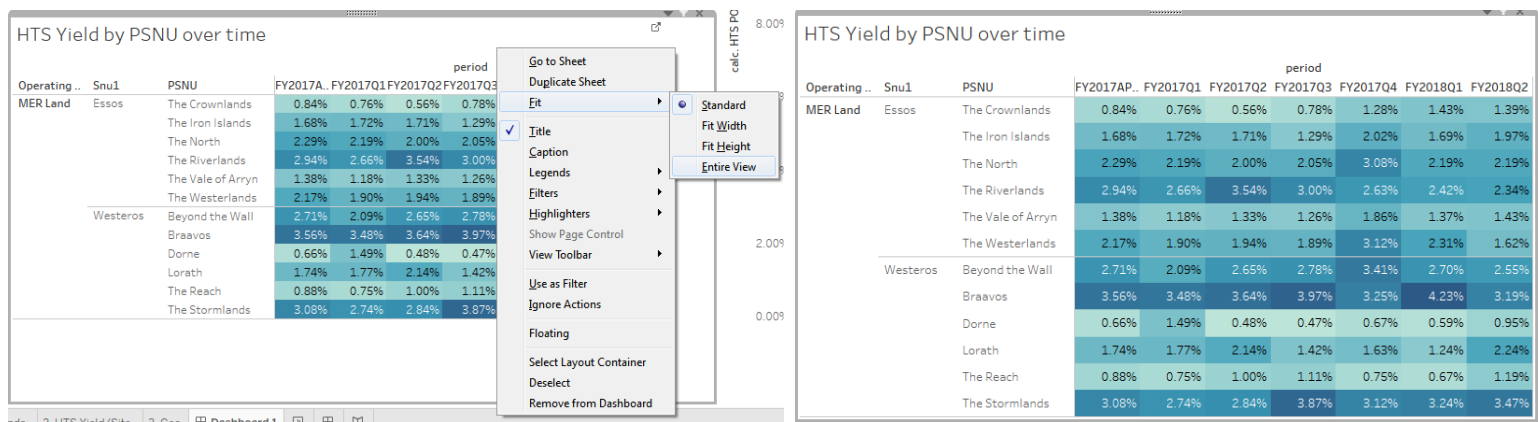 HTS Yield by PSNU over time
period
Operating .. Snu1 PSNU FY2017A.. FY2017Q1 FY2017Q2 FY2017Q3
MER Land Essos The Crownlands 0.84% 0.76% 0.56% 0.78%
The Iron Islands 1.68% 1.72% 1.71% 1.29%
The North 2.29% 2.19% 2.00% 2.05%
The Riverlands 2.94% 2.66% 3.54% 3.00%
The Vale of Arryn 1.38% 1.18% 1.33% 1.26%
The Westerlands 2.17% 1.90% 1.94% 1.89%
Westeros Beyond the Wall 2.71% 2.09% 2.65% 2.78%
Braavos 3.56% 3.48% 3.64% 3.97%
Dorne 0.66% 1.49% 0.48% 0.47%
Lorath 1.74% 1.77% 2.14% 1.42%
The Reach 0.88% 0.75% 1.00% 1.11%
The Stormlands 3.08% 2.74% 2.84% 3.87%
Go to Sheet
Duplicate Sheet
Fit
Title
Caption
Legends
Filters
Highlighters
Show Page Control
View Toolbar
Use as Filter
Ignore Actions
Floating
Select Layout Container
Deselect
Remove from Dashboard
Standard
Fit Width
Fit Height
Entire View
calc. HTS PO
8.00%
2.00%
0.00%
2. HTS Yield (Site
Dashboard 1
HTS Yield by PSNU over time
period
Operating .. Snu1 PSNU FY2017AP.. FY2017Q1 FY2017Q2 FY2017Q3 FY2017Q4 FY2018Q1 FY2018Q2
MER Land Essos The Crownlands 0.84% 0.76% 0.56% 0.78% 1.28% 1.43% 1.39%
The Iron Islands 1.68% 1.72% 1.71% 1.29% 2.02% 1.69% 1.97%
The North 2.29% 2.19% 2.00% 2.05% 3.08% 2.19% 2.19%
The Riverlands 2.94% 2.66% 3.54% 3.00% 2.63% 2.42% 2.34%
The Vale of Arryn 1.38% 1.18% 1.33% 1.26% 1.86% 1.37% 1.43%
The Westerlands 2.17% 1.90% 1.94% 1.89% 3.12% 2.31% 1.62%
Westeros Beyond the Wall 2.71% 2.09% 2.65% 2.78% 3.41% 2.70% 2.55%
Braavos 3.56% 3.48% 3.64% 3.97% 3.25% 4.23% 3.19%
Dorne 0.66% 1.49% 0.48% 0.47% 0.67% 0.59% 0.95%
Lorath 1.74% 1.77% 2.14% 1.42% 1.63% 1.24% 2.24%
The Reach 0.88% 0.75% 1.00% 1.11% 0.75% 0.67% 1.19%
The Stormlands 3.08% 2.74% 2.84% 3.87% 3.12% 3.24% 3.47%